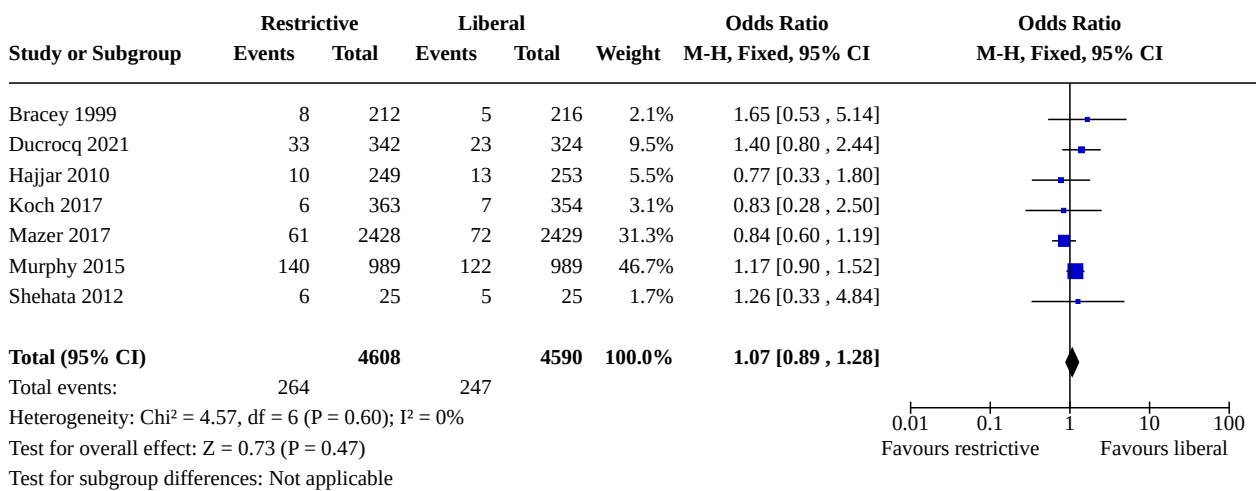 Restrictive Liberal Odds Ratio Odds Ratio
Study or Subgroup Events Total Events Total Weight M-H, Fixed, 95% CI M-H, Fixed, 95% CI
Bracey 1999 8 212 5 216 2.1% 1.65 [0.53 , 5.14]
Ducrocq 2021 33 342 23 324 9.5% 1.40 [0.80 , 2.44]
Hajjar 2010 10 249 13 253 5.5% 0.77 [0.33 , 1.80]
Koch 2017 6 363 7 354 3.1% 0.83 [0.28 , 2.50]
Mazer 2017 61 2428 72 2429 31.3% 0.84 [0.60 , 1.19]
Murphy 2015 140 989 122 989 46.7% 1.17 [0.90 , 1.52]
Shehata 2012 6 25 5 25 1.7% 1.26 [0.33 , 4.84]
Total (95% CI) 4608 4590 100.0% 1.07 [0.89 , 1.28]
Total events: 264 247
Heterogeneity: Chi² = 4.57, df = 6 (P = 0.60); I² = 0%
0.01 0.1 1 10 100
Test for overall effect: Z = 0.73 (P = 0.47) Favours restrictive Favours liberal
Test for subgroup differences: Not applicable